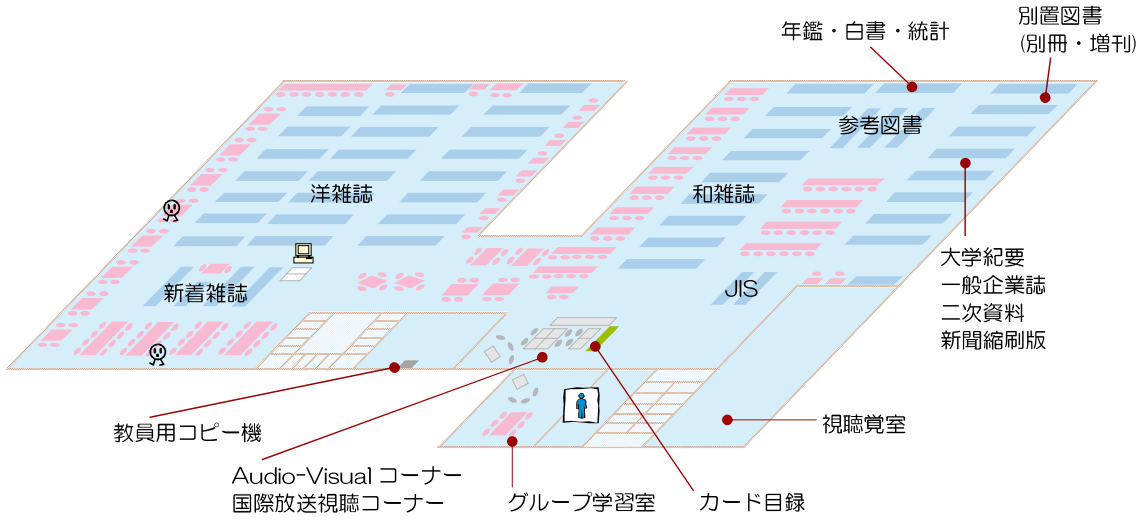 年鑑・白書・統計
別置図書
(別冊・増刊)
参考図書
洋雑誌
和雑誌
大学紀要
一般企業誌
二次資料
新聞縮刷版
新着雑誌
JIS
教員用コピー機
視聴覚室
Audio-Visual コーナー
国際放送視聴コーナー
グループ学習室
カード目録